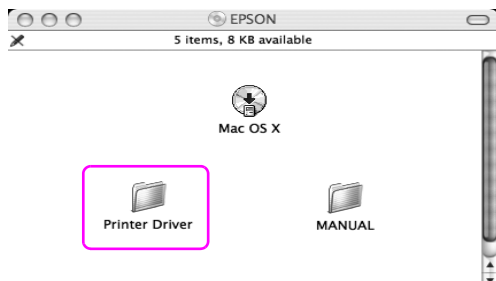 EPSON
5 items, 8 KB available
Mac OS X
Printer Driver
MANUAL